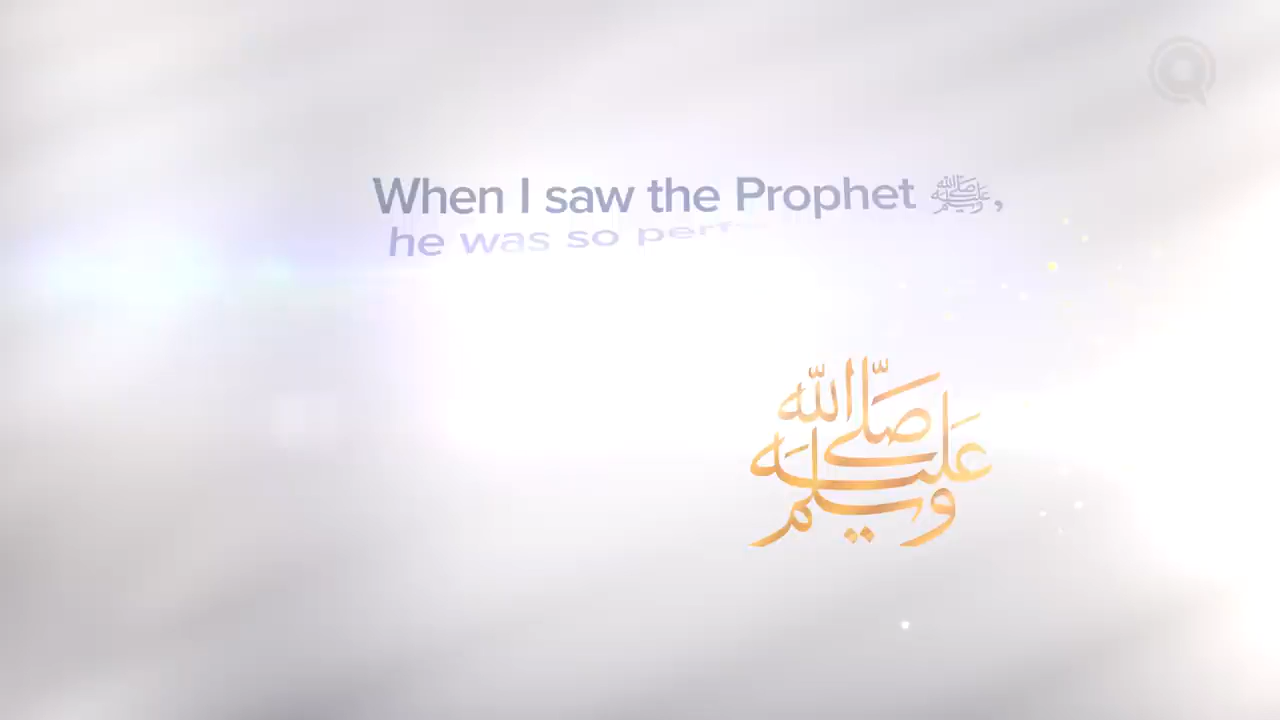 When I saw the Prophet ﷺ,
he was so
صلى الله
عليه
وسلم